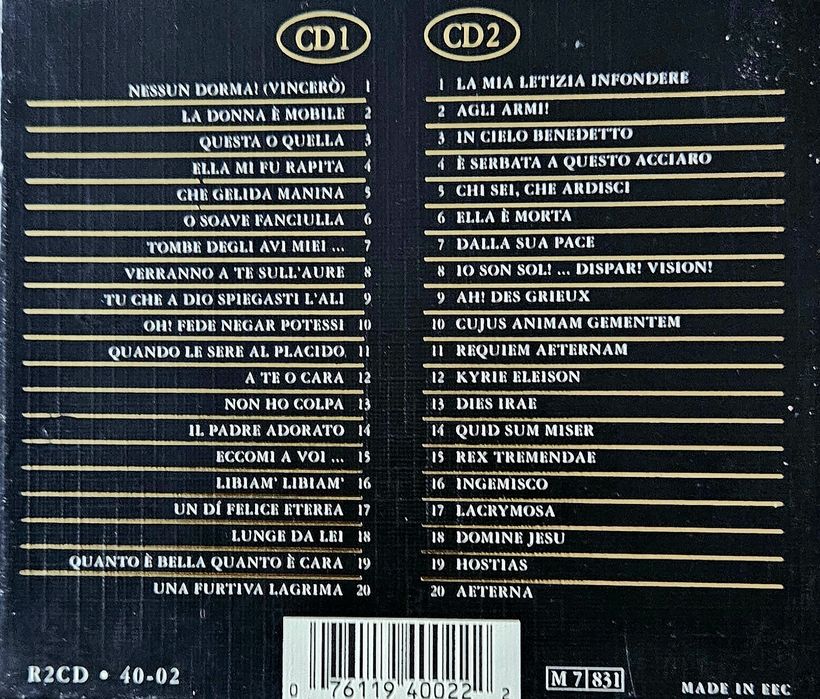 CD1
NESSUN DORMA! (VINCERÒ) 1
LA DONNA È MOBILE 2
QUESTA O QUELLA 3
ELLA MI FU RAPITA 4
CHE GELIDA MANINA 5
O SOAVE FANCIULLA 6
TOMBE DEGLI AVI MIEI ... 7
VERRANNO A TE SULL'AURE 8
TU CHE A DIO SPIEGASTI L'ALI 9
OH! FEDE NEGAR POTESSI 10
QUANDO LE SERE AL PLACIDO 11
A TE O CARA 12
NON HO COLPA 13
IL PADRE ADORATO 14
ECCOMI A VOI ... 15
LIBIAM' LIBIAM' 16
UN DÍ FELICE ETEREA 17
LUNGE DA LEI 18
QUANTO È BELLA QUANTO È CARA 19
UNA FURTIVA LAGRIMA 20
CD2
1 LA MIA LETIZIA INFONDERE
2 AGLI ARMI!
3 IN CIELO BENEDETTO
4 È SERBATA A QUESTO ACCIARO
5 CHI SEI, CHE ARDISCI
6 ELLA È MORTA
7 DALLA SUA PACE
8 IO SON SOL! ... DISPAR! VISION!
9 AH! DES GRIEUX
10 CUJUS ANIMAM GEMENTEM
11 REQUIEM AETERNAM
12 KYRIE ELEISON
13 DIES IRAE
14 QUID SUM MISER
15 REX TREMENDAE
16 INGEMISCO
17 LACRYMOSA
18 DOMINE JESU
19 HOSTIAS
20 AETERNA
R2CD • 40-02
0 76119 40022 2
M 7 831
MADE IN EEC